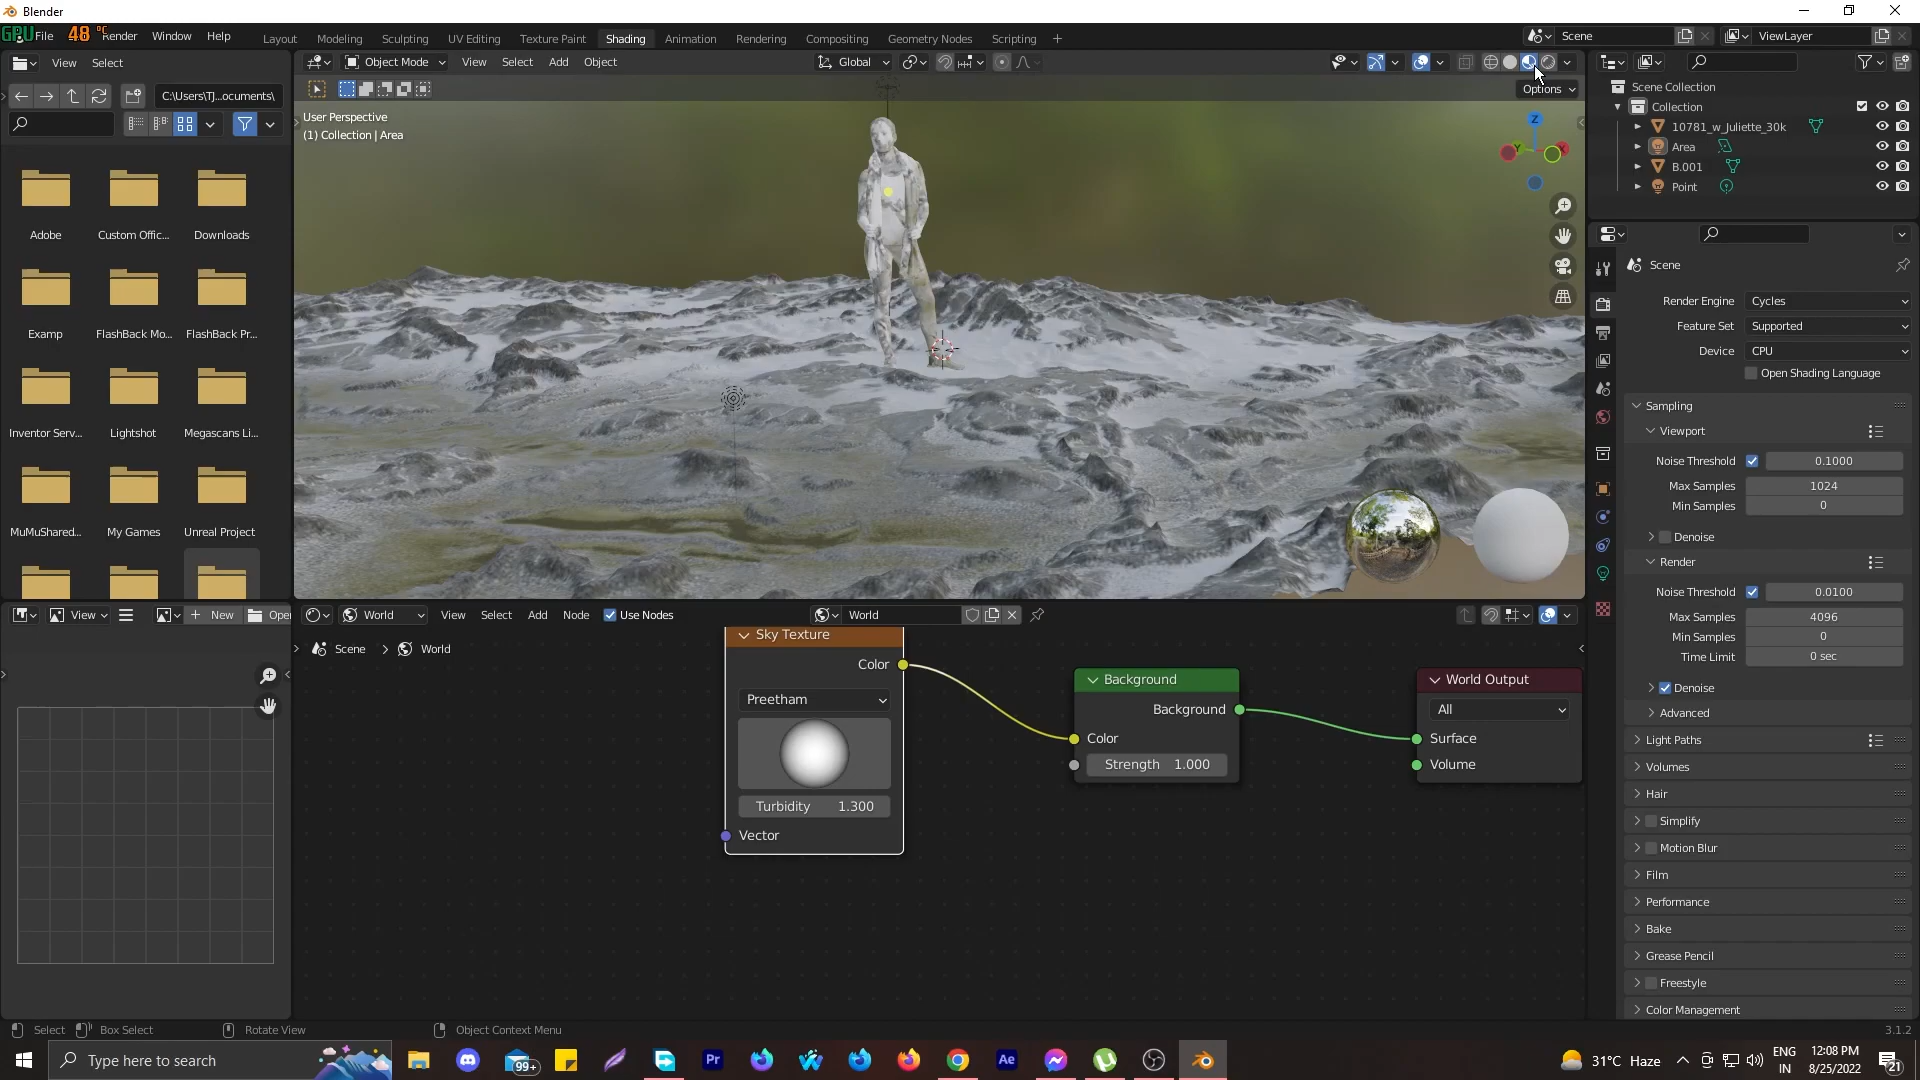 Blender
GPU 48 °C
File Render Window Help
Layout Modeling Sculpting UV Editing Texture Paint Shading Animation Rendering Compositing Geometry Nodes Scripting +
Scene
ViewLayer
View Select
Object Mode View Select Add Object
Global
C:\Users\TJ...ocuments\
Options
User Perspective
(1) Collection | Area
Z
Y
X
Scene Collection
Collection
10781_w_Juliette_30k
Area
B.001
Point
Adobe
Custom Offic...
Downloads
Examp
FlashBack Mo...
FlashBack Pr...
Inventor Serv...
Lightshot
Megascans Li...
MuMuShared...
My Games
Unreal Project
Scene
Render Engine Cycles
Feature Set Supported
Device CPU
Open Shading Language
Sampling
Viewport
Noise Threshold 0.1000
Max Samples 1024
Min Samples 0
Denoise
Render
Noise Threshold 0.0100
Max Samples 4096
Min Samples 0
Time Limit 0 sec
Denoise
Advanced
Light Paths
Volumes
Hair
Simplify
Motion Blur
Film
Performance
Bake
Grease Pencil
Freestyle
Color Management
View
New
Ope
World
View Select Add Node Use Nodes
World
Scene > World
Sky Texture
Color
Preetham
Turbidity 1.300
Vector
Background
Background
Color
Strength 1.000
World Output
All
Surface
Volume
Select
Box Select
Rotate View
Object Context Menu
3.1.2
Type here to search
99+
Pr
Ae
31°C Haze
ENG
IN
12:08 PM
8/25/2022
21